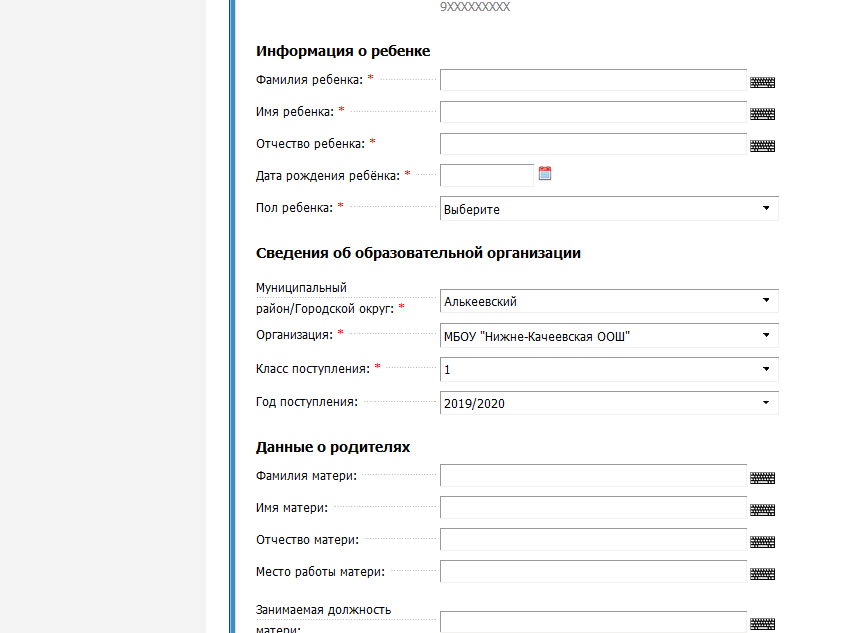 9XXXXXXXXX
Информация о ребенке
Фамилия ребенка: *
Имя ребенка: *
Отчество ребенка: *
Дата рождения ребёнка: *
Пол ребенка: * Выберите
Сведения об образовательной организации
Муниципальный
район/Городской округ: * Алькеевский
Организация: * МБОУ "Нижне-Качеевская ООШ"
Класс поступления: * 1
Год поступления: 2019/2020
Данные о родителях
Фамилия матери:
Имя матери:
Отчество матери:
Место работы матери:
Занимаемая должность
матери: